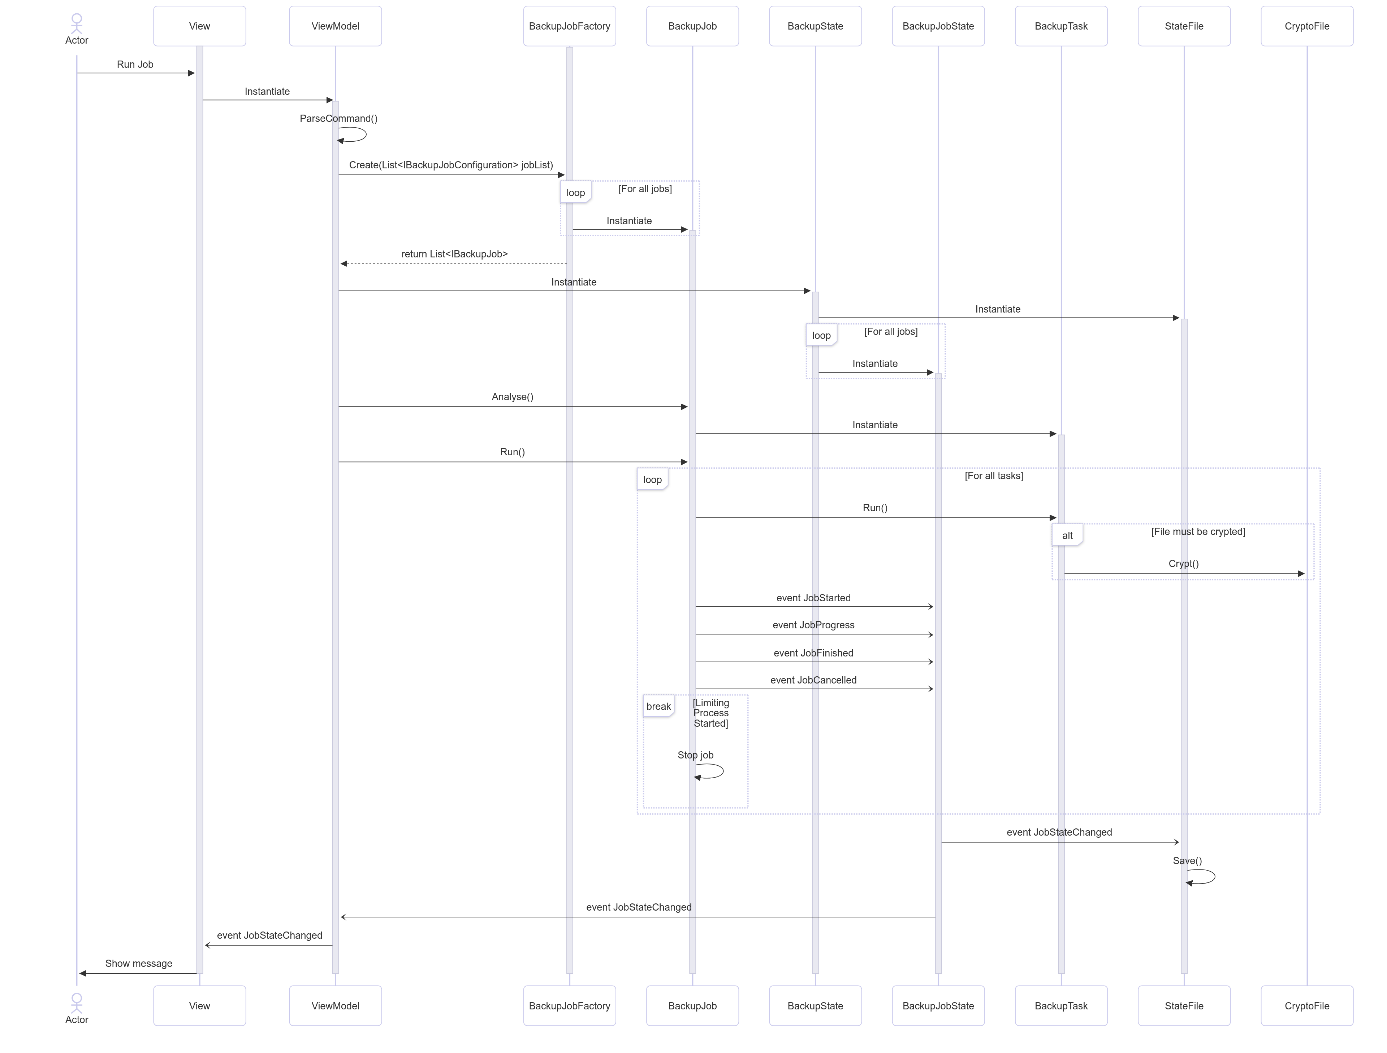 Actor
View
ViewModel
BackupJobFactory
BackupJob
BackupState
BackupJobState
BackupTask
StateFile
CryptoFile
Run Job
Instantiate
ParseCommand()
Create(List<IBackupJobConfiguration> jobList)
loop
[For all jobs]
Instantiate
return List<IBackupJob>
Instantiate
Instantiate
loop
[For all jobs]
Instantiate
Analyse()
Instantiate
Run()
loop
[For all tasks]
Run()
alt
[File must be crypted]
Crypt()
event JobStarted
event JobProgress
event JobFinished
event JobCancelled
break
[Limiting
Process
Started]
Stop job
event JobStateChanged
Save()
event JobStateChanged
event JobStateChanged
Show message
Actor
View
ViewModel
BackupJobFactory
BackupJob
BackupState
BackupJobState
BackupTask
StateFile
CryptoFile